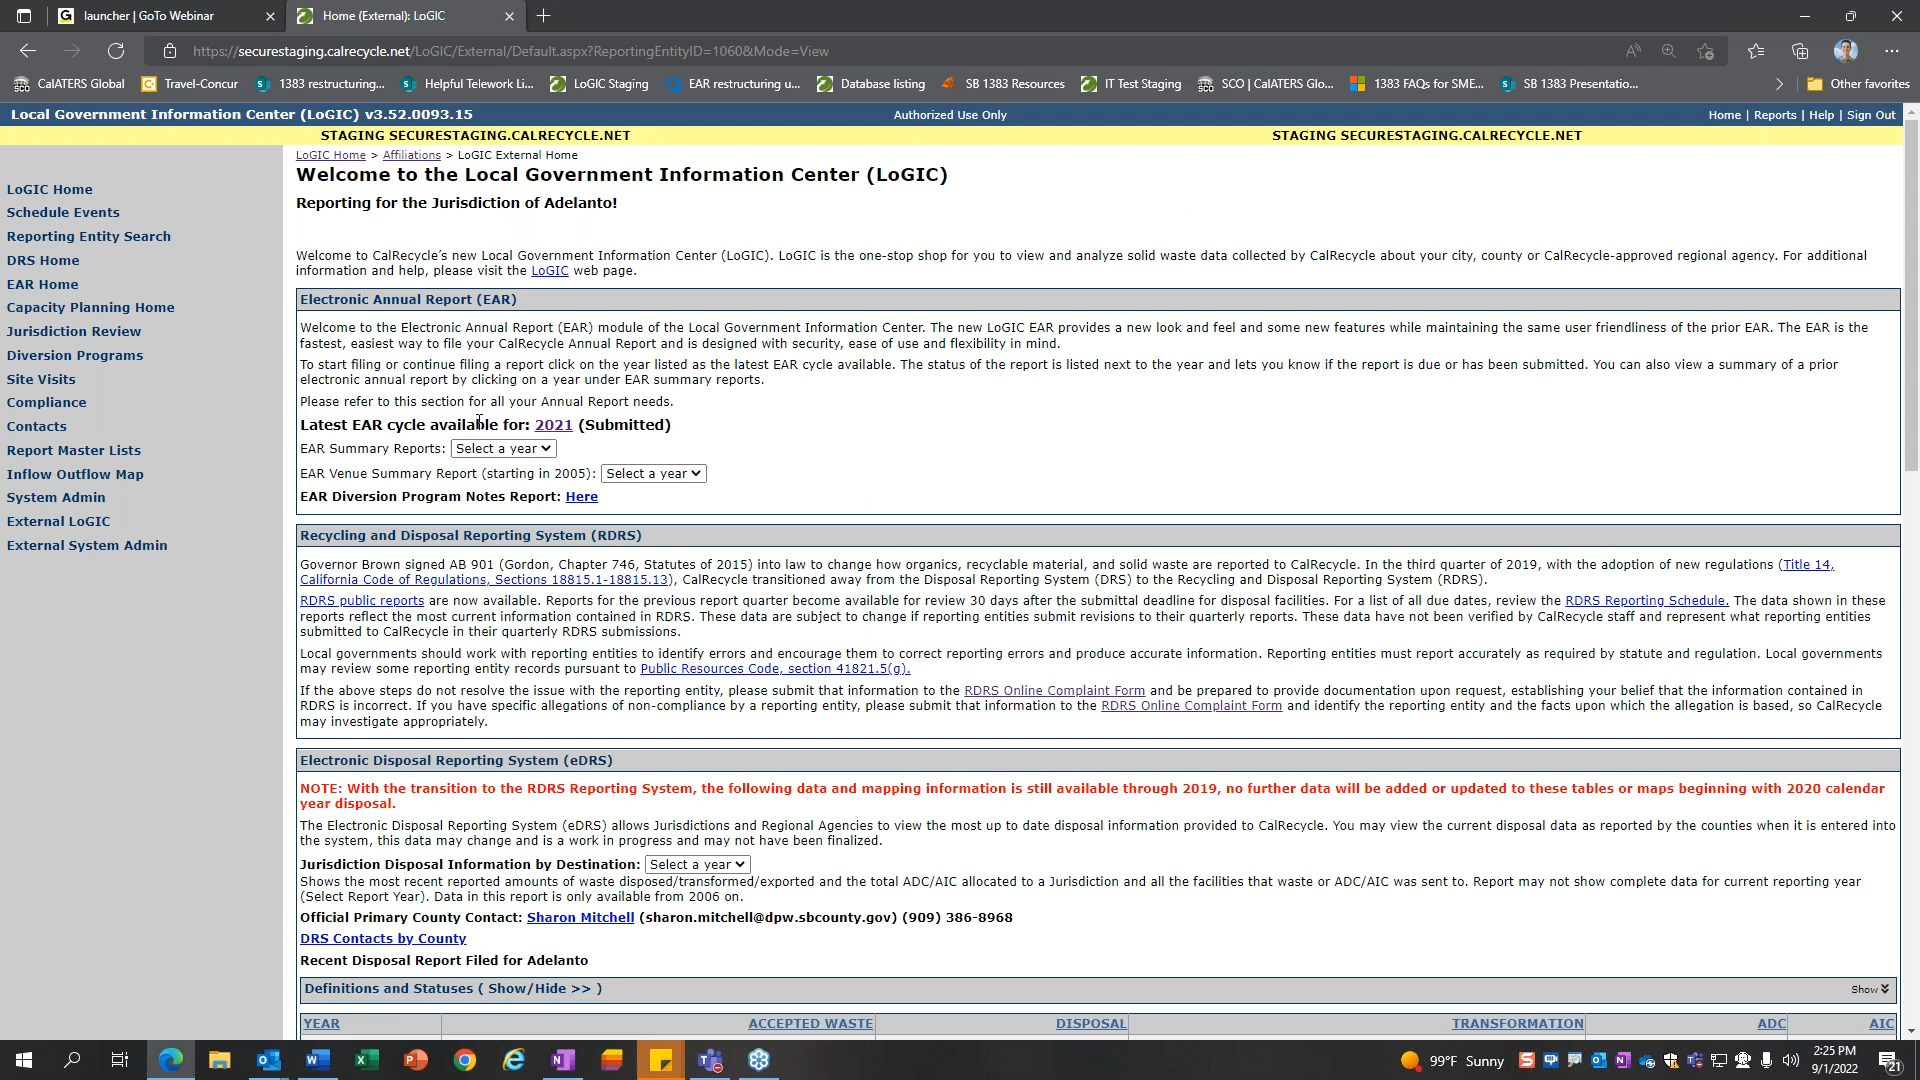 launcher | GoTo Webinar
Home (External): LoGIC
https://securestaging.calrecycle.net/LoGIC/External/Default.aspx?ReportingEntityID=1060&Mode=View
CalATERS Global
Travel-Concur
1383 restructuring...
Helpful Telework Li...
LoGIC Staging
EAR restructuring u...
Database listing
SB 1383 Resources
IT Test Staging
SCO | CalATERS Glo...
1383 FAQs for SME...
SB 1383 Presentatio...
Other favorites
Local Government Information Center (LoGIC) v3.52.0093.15
Authorized Use Only
Home | Reports | Help | Sign Out
STAGING SECURESTAGING.CALRECYCLE.NET
STAGING SECURESTAGING.CALRECYCLE.NET
LoGIC Home
Schedule Events
Reporting Entity Search
DRS Home
EAR Home
Capacity Planning Home
Jurisdiction Review
Diversion Programs
Site Visits
Compliance
Contacts
Report Master Lists
Inflow Outflow Map
System Admin
External LoGIC
External System Admin
LoGIC Home > Affiliations > LoGIC External Home
Welcome to the Local Government Information Center (LoGIC)
Reporting for the Jurisdiction of Adelanto!
Welcome to CalRecycle's new Local Government Information Center (LoGIC). LoGIC is the one-stop shop for you to view and analyze solid waste data collected by CalRecycle about your city, county or CalRecycle-approved regional agency. For additional
information and help, please visit the LoGIC web page.
Electronic Annual Report (EAR)
Welcome to the Electronic Annual Report (EAR) module of the Local Government Information Center. The new LoGIC EAR provides a new look and feel and some new features while maintaining the same user friendliness of the prior EAR. The EAR is the
fastest, easiest way to file your CalRecycle Annual Report and is designed with security, ease of use and flexibility in mind.
To start filing or continue filing a report click on the year listed as the latest EAR cycle available. The status of the report is listed next to the year and lets you know if the report is due or has been submitted. You can also view a summary of a prior
electronic annual report by clicking on a year under EAR summary reports.
Please refer to this section for all your Annual Report needs.
Latest EAR cycle available for: 2021 (Submitted)
EAR Summary Reports: Select a year
EAR Venue Summary Report (starting in 2005): Select a year
EAR Diversion Program Notes Report: Here
Recycling and Disposal Reporting System (RDRS)
Governor Brown signed AB 901 (Gordon, Chapter 746, Statutes of 2015) into law to change how organics, recyclable material, and solid waste are reported to CalRecycle. In the third quarter of 2019, with the adoption of new regulations (Title 14,
California Code of Regulations, Sections 18815.1-18815.13), CalRecycle transitioned away from the Disposal Reporting System (DRS) to the Recycling and Disposal Reporting System (RDRS).
RDRS public reports are now available. Reports for the previous report quarter become available for review 30 days after the submittal deadline for disposal facilities. For a list of all due dates, review the RDRS Reporting Schedule. The data shown in these
reports reflect the most current information contained in RDRS. These data are subject to change if reporting entities submit revisions to their quarterly reports. These data have not been verified by CalRecycle staff and represent what reporting entities
submitted to CalRecycle in their quarterly RDRS submissions.
Local governments should work with reporting entities to identify errors and encourage them to correct reporting errors and produce accurate information. Reporting entities must report accurately as required by statute and regulation. Local governments
may review some reporting entity records pursuant to Public Resources Code, section 41821.5(g).
If the above steps do not resolve the issue with the reporting entity, please submit that information to the RDRS Online Complaint Form and be prepared to provide documentation upon request, establishing your belief that the information contained in
RDRS is incorrect. If you have specific allegations of non-compliance by a reporting entity, please submit that information to the RDRS Online Complaint Form and identify the reporting entity and the facts upon which the allegation is based, so CalRecycle
may investigate appropriately.
Electronic Disposal Reporting System (eDRS)
NOTE: With the transition to the RDRS Reporting System, the following data and mapping information is still available through 2019, no further data will be added or updated to these tables or maps beginning with 2020 calendar
year disposal.
The Electronic Disposal Reporting System (eDRS) allows Jurisdictions and Regional Agencies to view the most up to date disposal information provided to CalRecycle. You may view the current disposal data as reported by the counties when it is entered into
the system, this data may change and is a work in progress and may not have been finalized.
Jurisdiction Disposal Information by Destination: Select a year
Shows the most recent reported amounts of waste disposed/transformed/exported and the total ADC/AIC allocated to a Jurisdiction and all the facilities that waste or ADC/AIC was sent to. Report may not show complete data for current reporting year
(Select Report Year). Data in this report is only available from 2006 on.
Official Primary County Contact: Sharon Mitchell (sharon.mitchell@dpw.sbcounty.gov) (909) 386-8968
DRS Contacts by County
Recent Disposal Report Filed for Adelanto
Definitions and Statuses ( Show/Hide >> )
Show
YEAR
ACCEPTED WASTE
DISPOSAL
TRANSFORMATION
ADC
AIC
99°F Sunny
2:25 PM
9/1/2022
21